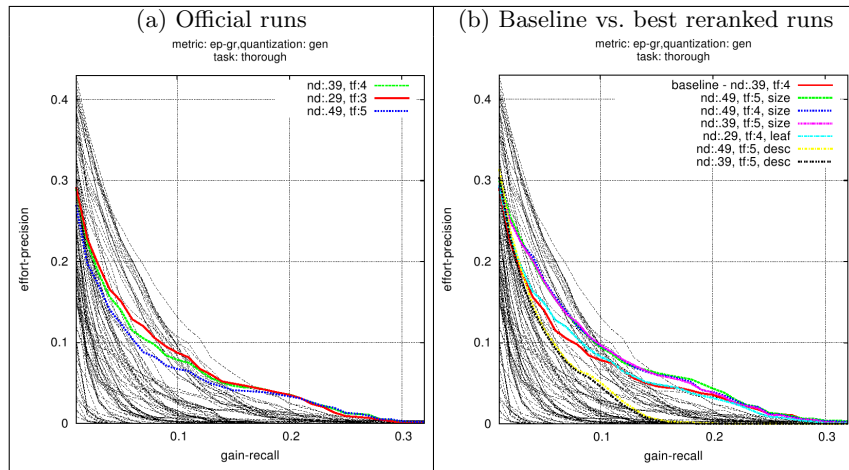 (a) Official runs
metric: ep-gr,quantization: gen
task: thorough
nd:.39, tf:4
nd:.29, tf:3
nd:.49, tf:5
effort-precision
0.4
0.3
0.2
0.1
0
0.1
0.2
0.3
gain-recall
(b) Baseline vs. best reranked runs
metric: ep-gr,quantization: gen
task: thorough
baseline - nd:.39, tf:4
nd:.49, tf:5, size
nd:.49, tf:4, size
nd:.39, tf:5, size
nd:.29, tf:4, leaf
nd:.49, tf:5, desc
nd:.39, tf:5, desc
effort-precision
0.4
0.3
0.2
0.1
0
0.1
0.2
0.3
gain-recall